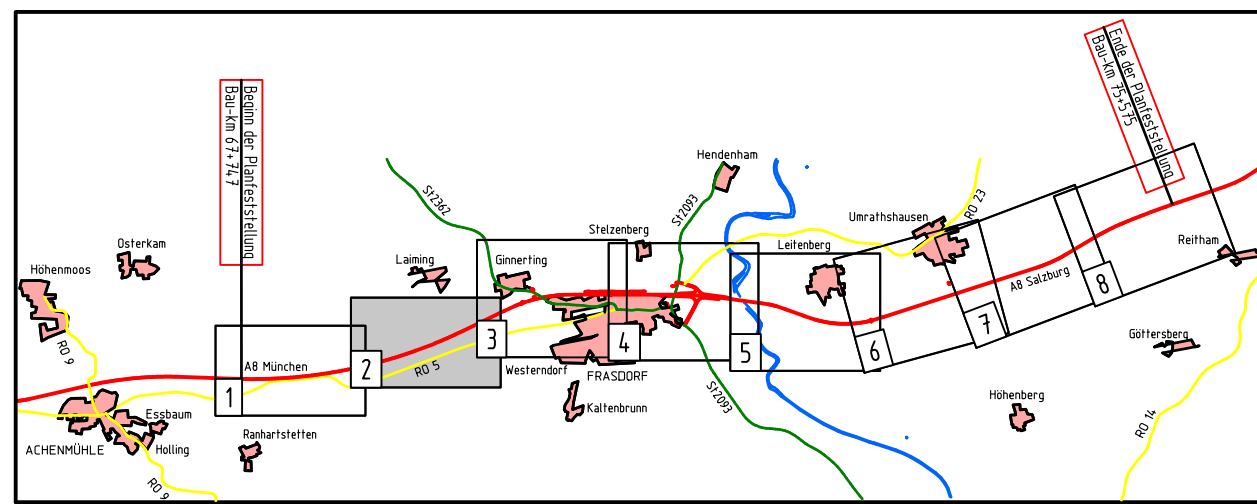 Beginn der Planfeststellung
Bau-km 67+747
Ende der Planfeststellung
Bau-km 75+575
Hendenham
St2362
St2093
RO 23
Umrathshausen
Osterkam
Stelzenberg
Leitenberg
Reitham
Höhenmoos
Laiming
Ginnerting
A8 Salzburg
8
7
RO 9
3
4
5
6
Göttersberg
A8 München
2
RO 5
Westerndorf
FRASDORF
1
St2093
Höhenberg
Kaltenbrunn
Essbaum
RO 14
ACHENMÜHLE
Holling
Ranhartstetten
RO 9